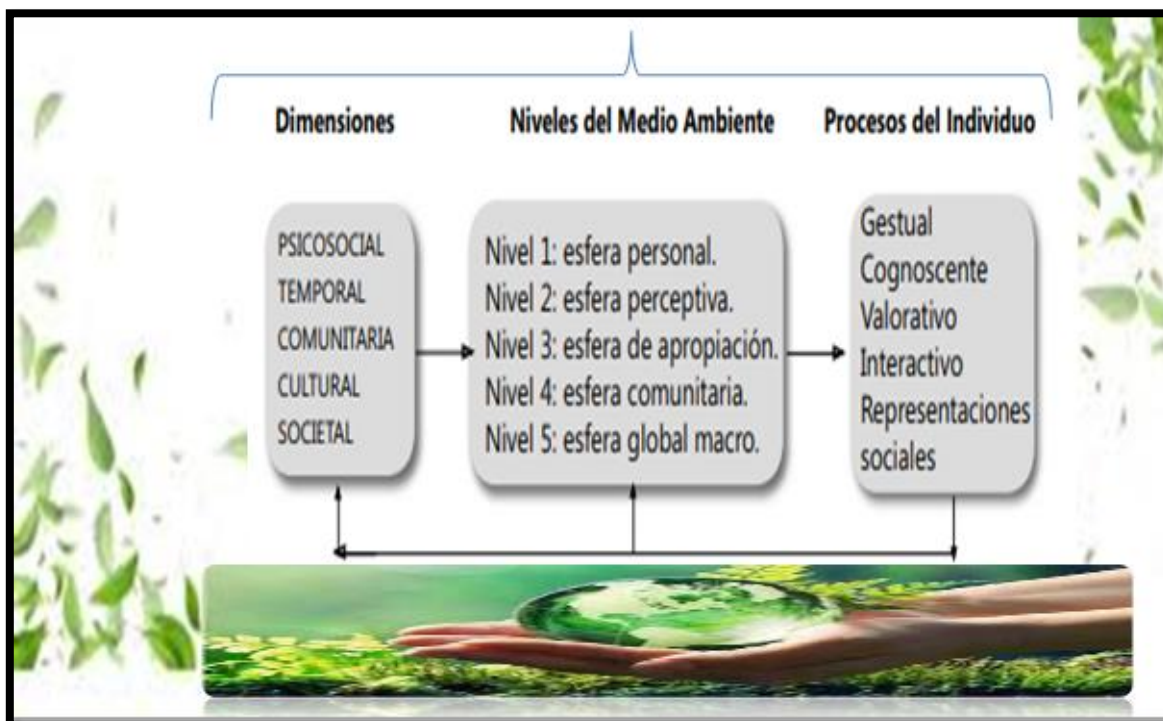 Dimensiones
PSICOSOCIAL
TEMPORAL
COMUNITARIA
CULTURAL
SOCIETAL
Niveles del Medio Ambiente
Nivel 1: esfera personal.
Nivel 2: esfera perceptiva.
Nivel 3: esfera de apropiación.
Nivel 4: esfera comunitaria.
Nivel 5: esfera global macro.
Procesos del Individuo
Gestual
Cognoscente
Valorativo
Interactivo
Representaciones
sociales